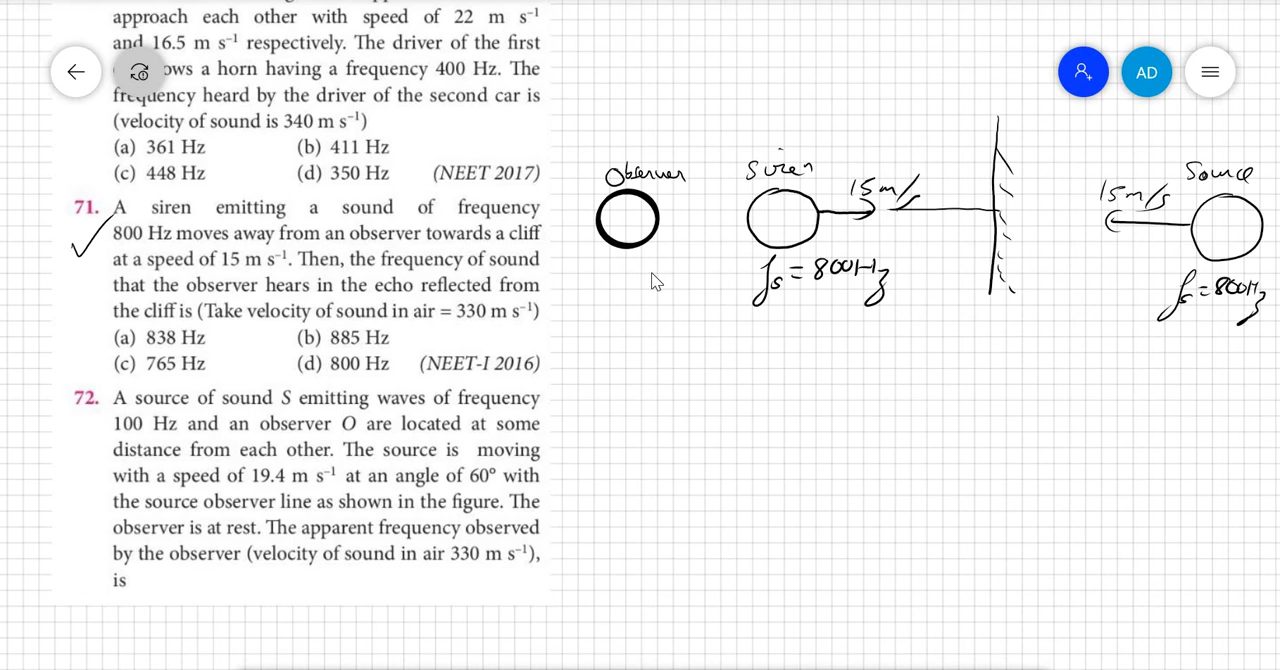 approach each other with speed of 22 m s⁻¹
and 16.5 m s⁻¹ respectively. The driver of the first
ows a horn having a frequency 400 Hz. The
frequency heard by the driver of the second car is
(velocity of sound is 340 m s⁻¹)
(a) 361 Hz (b) 411 Hz
(c) 448 Hz (d) 350 Hz (NEET 2017)
71. A siren emitting a sound of frequency
800 Hz moves away from an observer towards a cliff
at a speed of 15 m s⁻¹. Then, the frequency of sound
that the observer hears in the echo reflected from
the cliff is (Take velocity of sound in air = 330 m s⁻¹)
(a) 838 Hz (b) 885 Hz
(c) 765 Hz (d) 800 Hz (NEET-I 2016)
72. A source of sound S emitting waves of frequency
100 Hz and an observer O are located at some
distance from each other. The source is moving
with a speed of 19.4 m s⁻¹ at an angle of 60° with
the source observer line as shown in the figure. The
observer is at rest. The apparent frequency observed
by the observer (velocity of sound in air 330 m s⁻¹),
is
AD
Observer
Siren
15m/s
fs = 800Hz
Source
15m/s
fs = 800Hz